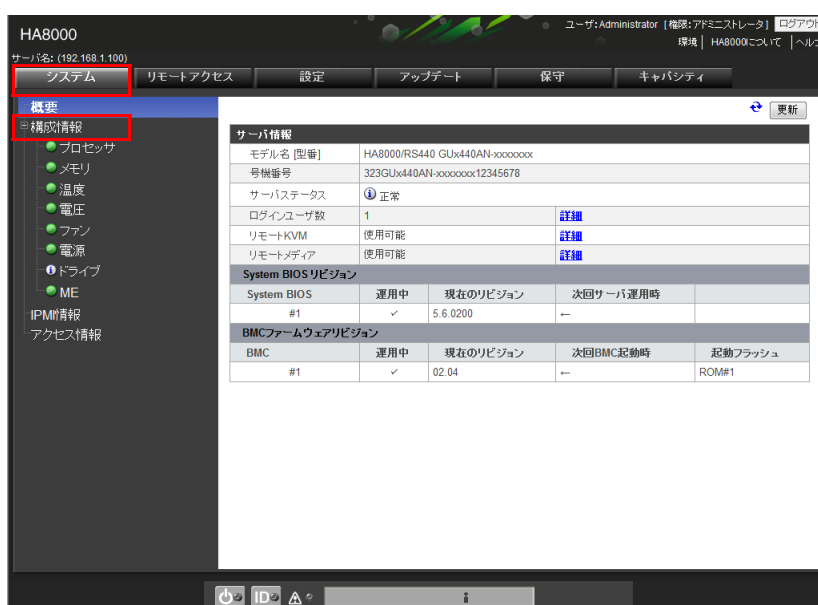 HA8000
ユーザ:Administrator [権限:アドミニストレータ] ログアウト
環境 | HA8000について | ヘル
サーバ名: (192.168.1.100)
システム リモートアクセス 設定 アップデート 保守 キャパシティ
概要
更新
構成情報
プロセッサ
メモリ
温度
電圧
ファン
電源
ドライブ
ME
IPMI情報
アクセス情報
サーバ情報
モデル名 [型番] HA8000/RS440 GUx440AN-xxxxxxx
号機番号 323GUx440AN-xxxxxxx12345678
サーバステータス 正常
ログインユーザ数 1 詳細
リモートKVM 使用可能 詳細
リモートメディア 使用可能 詳細
System BIOS リビジョン
System BIOS 運用中 現在のリビジョン 次回サーバ運用時
#1 ✓ 5.6.0200 ←
BMCファームウェアリビジョン
BMC 運用中 現在のリビジョン 次回BMC起動時 起動フラッシュ
#1 ✓ 02.04 ← ROM#1
ID